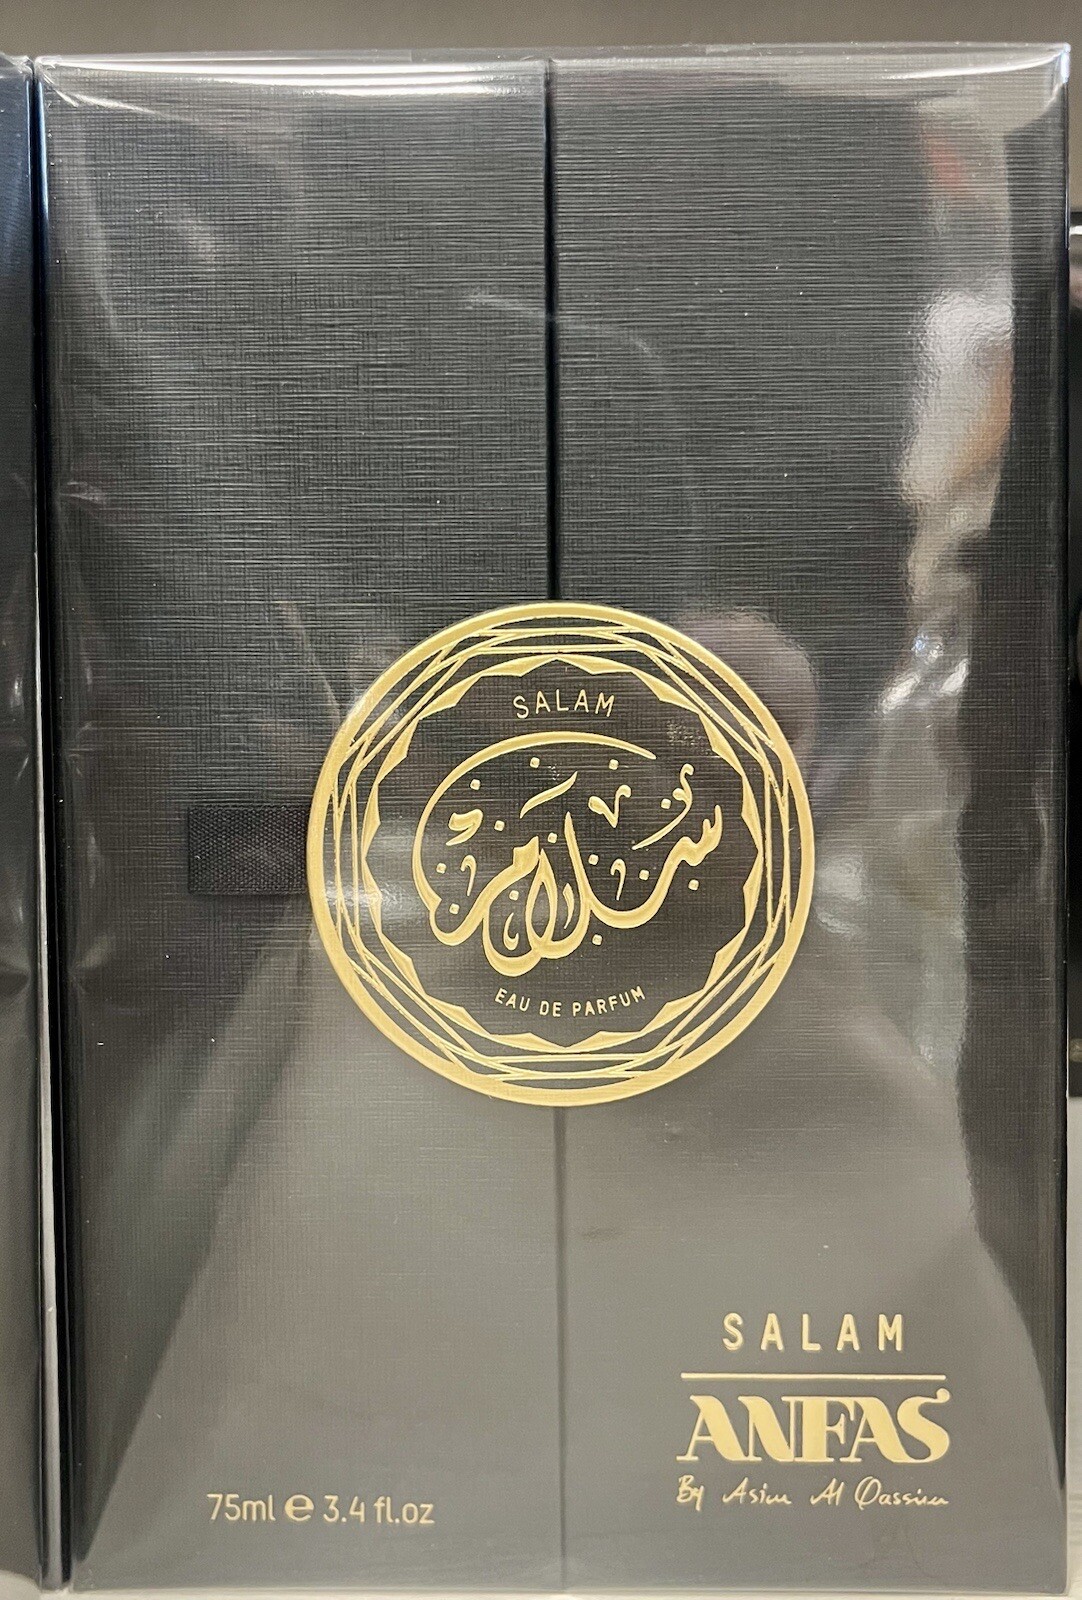 SALAM
سلام
EAU DE PARFUM
SALAM
ANFAS
By Asim Al Qassim
75ml e 3.4 fl.oz